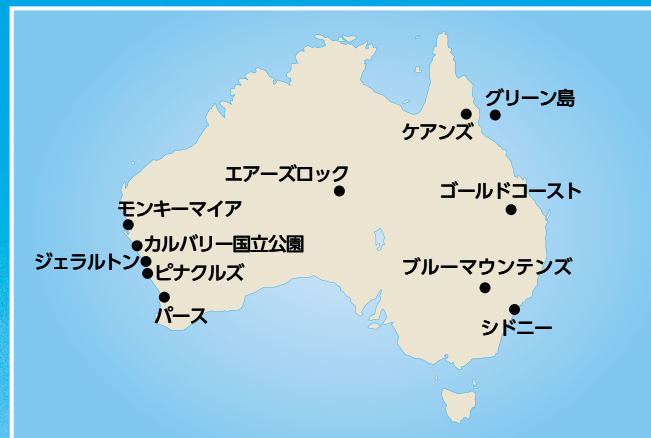 グリーン島
ケアンズ
エアーズロック
ゴールドコースト
モンキーマイア
カルバリー国立公園
ジェラルトン
ピナクルズ
ブルーマウンテンズ
パース
シドニー